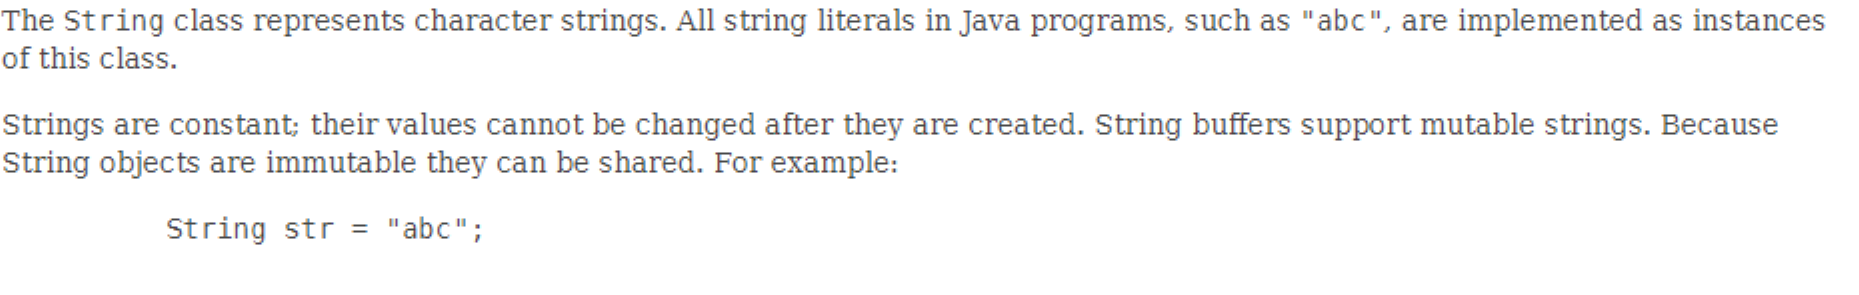 The String class represents character strings. All string literals in Java programs, such as "abc", are implemented as instances
of this class.
Strings are constant; their values cannot be changed after they are created. String buffers support mutable strings. Because
String objects are immutable they can be shared. For example:
String str = "abc";